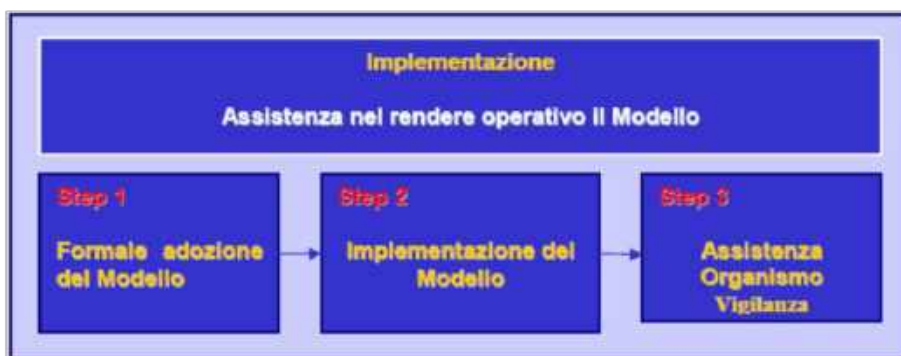 Implementazione
Assistenza nel rendere operativo il Modello
Step 1
Formale adozione
del Modello
Step 2
Implementazione del
Modello
Step 3
Assistenza
Organismo
Vigilanza